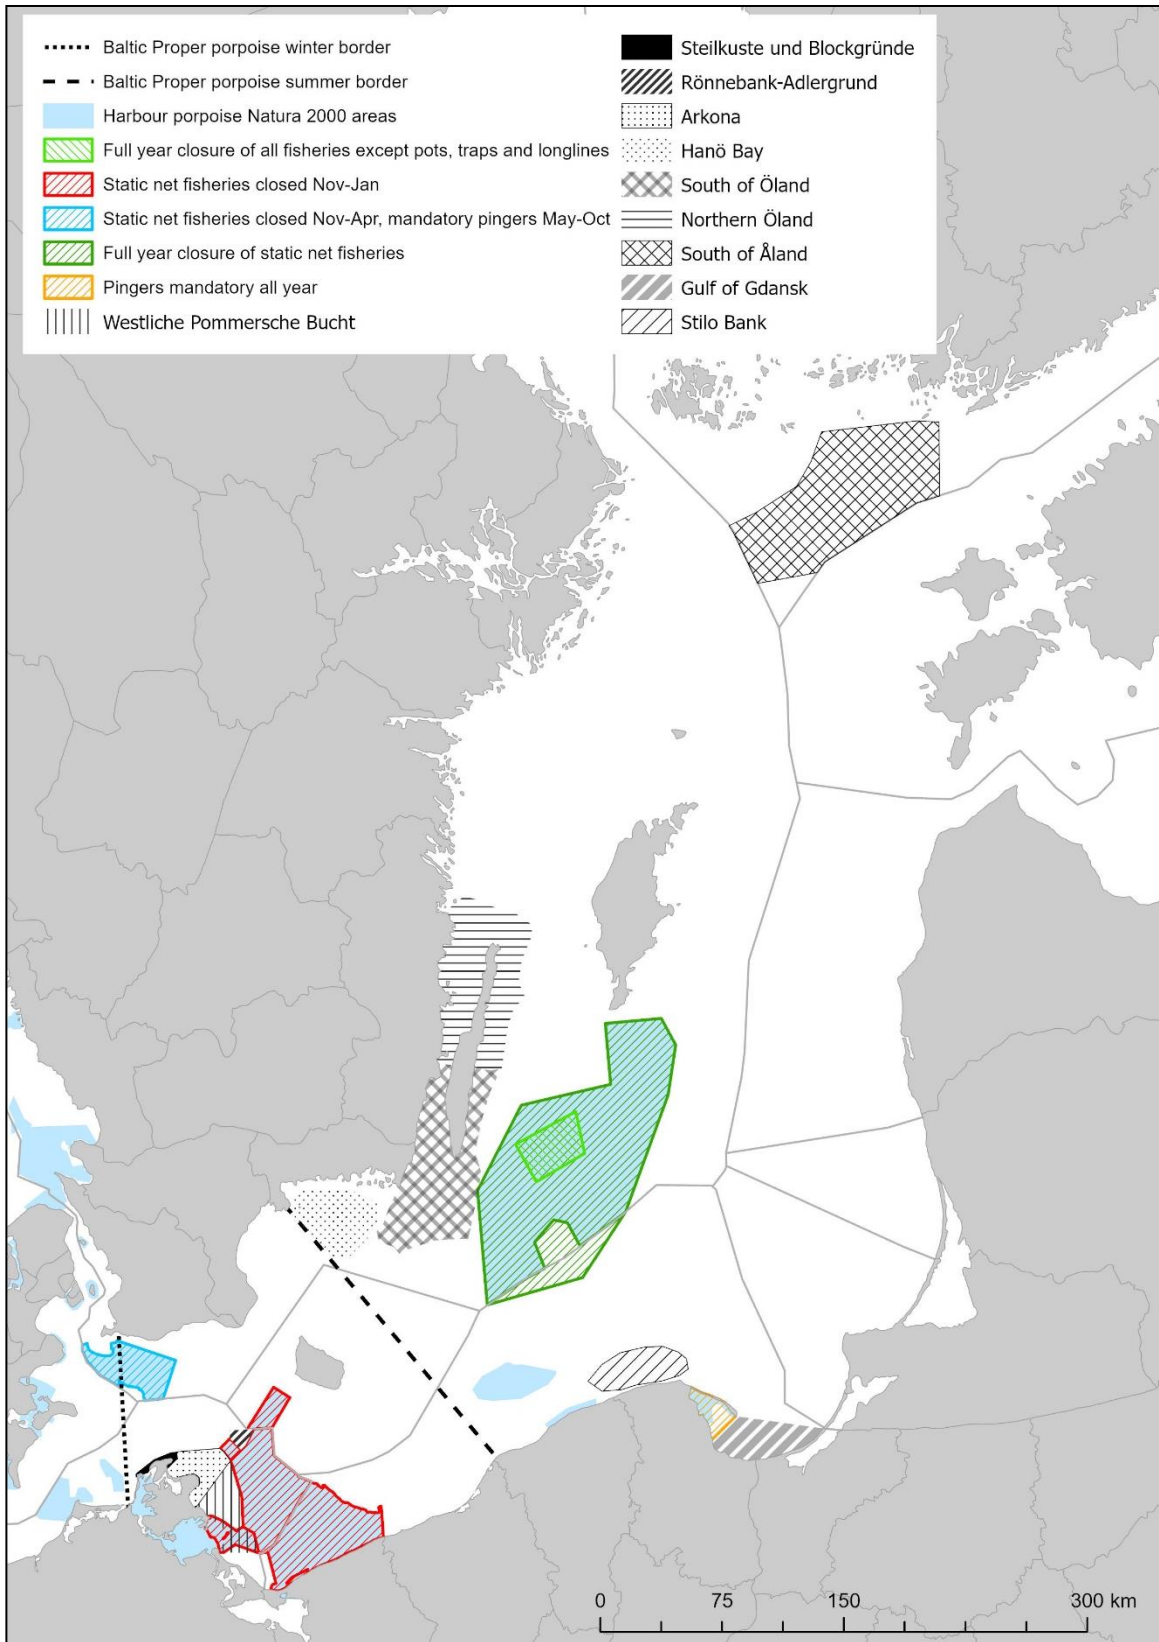 Baltic Proper porpoise winter border
Baltic Proper porpoise summer border
Harbour porpoise Natura 2000 areas
Full year closure of all fisheries except pots, traps and longlines
Static net fisheries closed Nov-Jan
Static net fisheries closed Nov-Apr, mandatory pingers May-Oct
Full year closure of static net fisheries
Pingers mandatory all year
Westliche Pommersche Bucht
Steilkuste und Blockgründe
Rönnebank-Adlergrund
Arkona
Hanö Bay
South of Öland
Northern Öland
South of Åland
Gulf of Gdansk
Stilo Bank
0 75 150 300 km